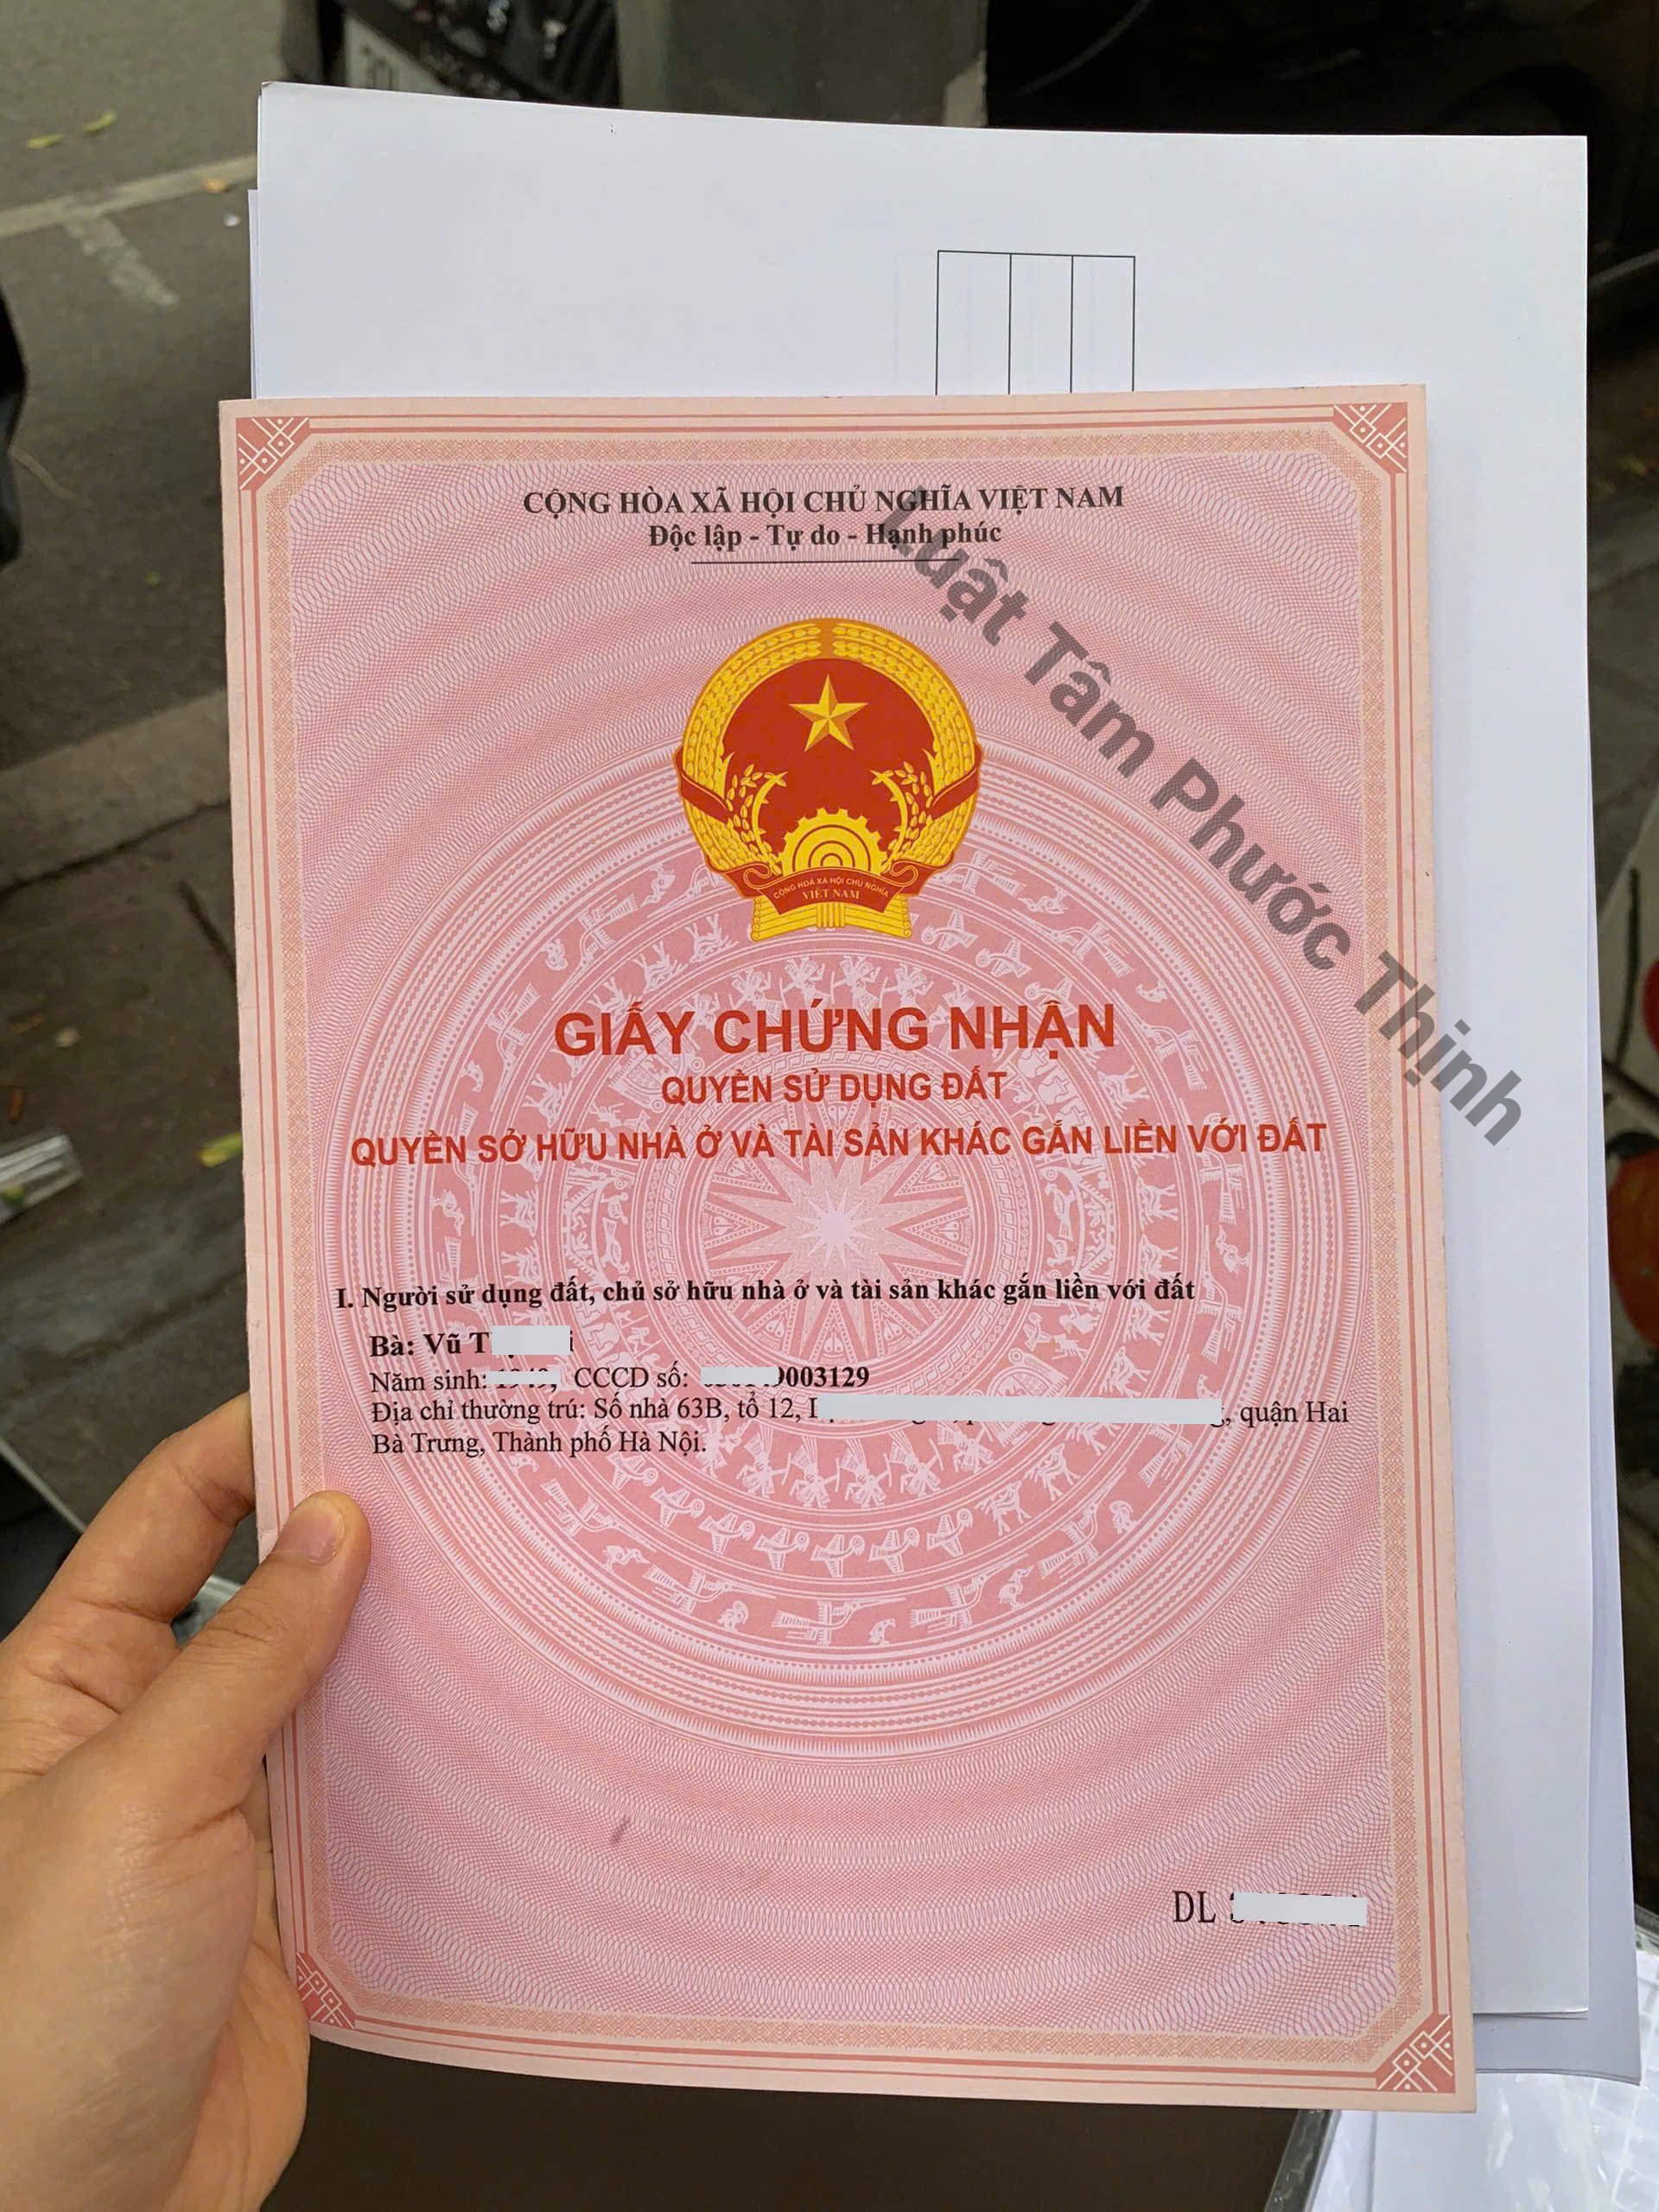 CỘNG HÒA XÃ HỘI CHỦ NGHĨA VIỆT NAM
Độc lập - Tự do - Hạnh phúc
Luật Tâm Phước Thịnh
CỘNG HOÀ XÃ HỘI CHỦ NGHĨA
VIỆT NAM
GIẤY CHỨNG NHẬN
QUYỀN SỬ DỤNG ĐẤT
QUYỀN SỞ HỮU NHÀ Ở VÀ TÀI SẢN KHÁC GẮN LIỀN VỚI ĐẤT
I. Người sử dụng đất, chủ sở hữu nhà ở và tài sản khác gắn liền với đất
Bà: Vũ
Năm sinh: CCCD số: 9003129
Địa chỉ thường trú: Số nhà 63B, tổ 12, quận Hai
Bà Trưng, Thành phố Hà Nội.
DL